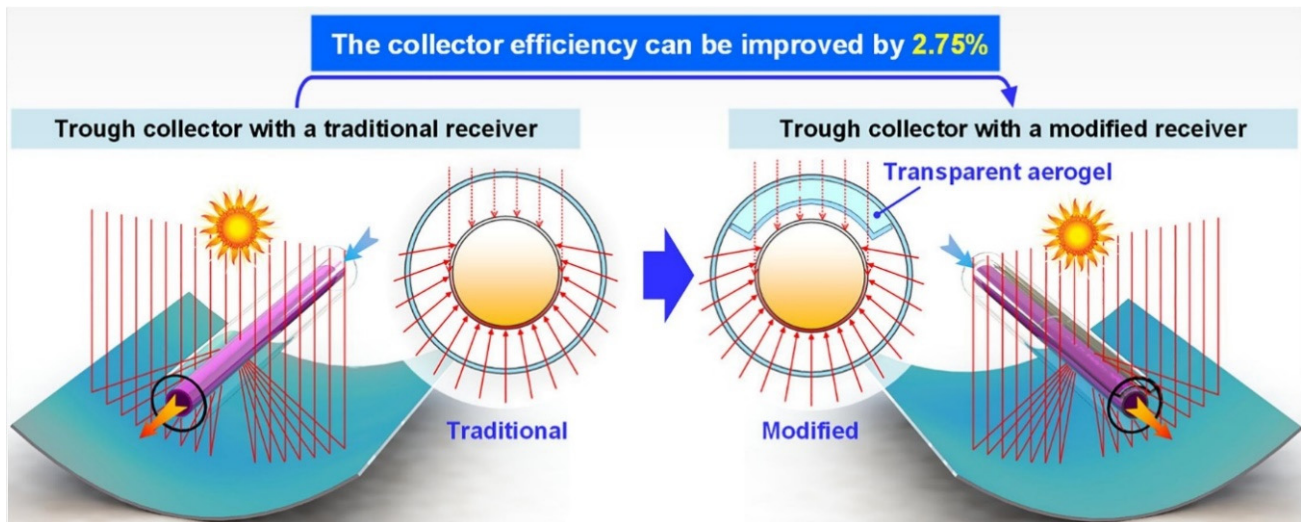 The collector efficiency can be improved by 2.75%
Trough collector with a traditional receiver
Trough collector with a modified receiver
Transparent aerogel
Traditional
Modified